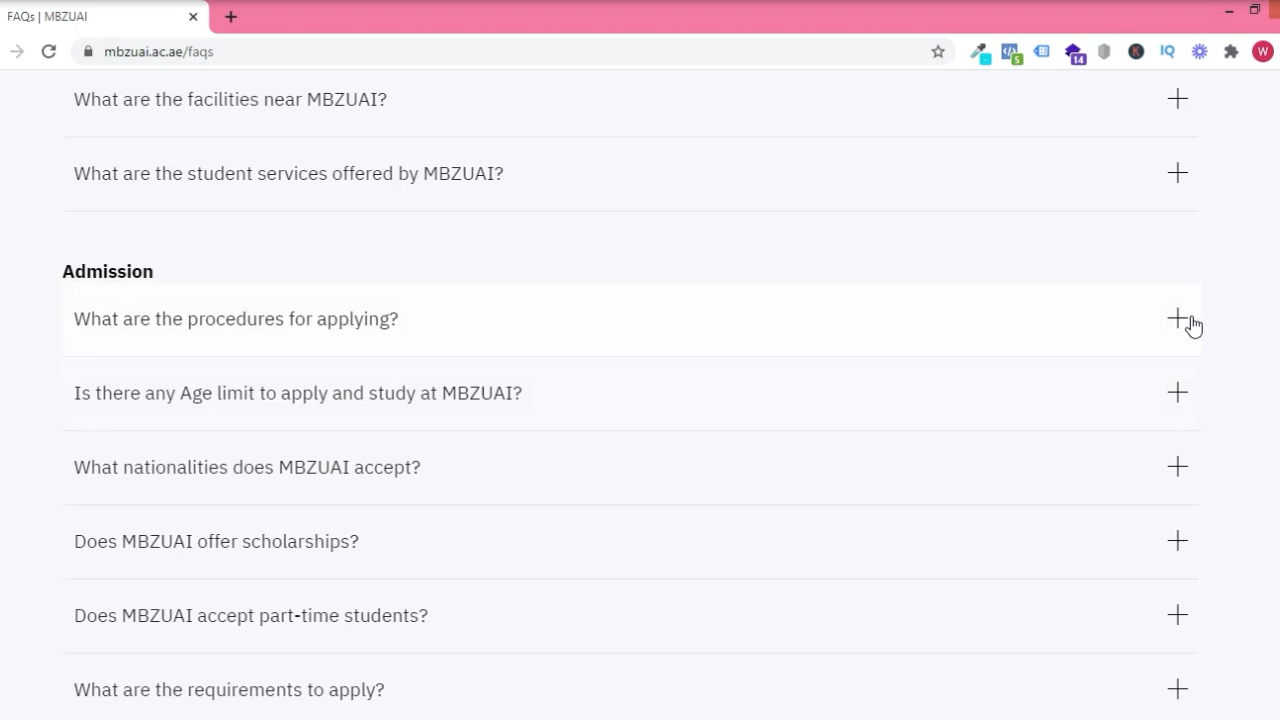 FAQs | MBZUAI
mbzuai.ac.ae/faqs
5
14
K
IQ
W
What are the facilities near MBZUAI?
What are the student services offered by MBZUAI?
Admission
What are the procedures for applying?
Is there any Age limit to apply and study at MBZUAI?
What nationalities does MBZUAI accept?
Does MBZUAI offer scholarships?
Does MBZUAI accept part-time students?
What are the requirements to apply?